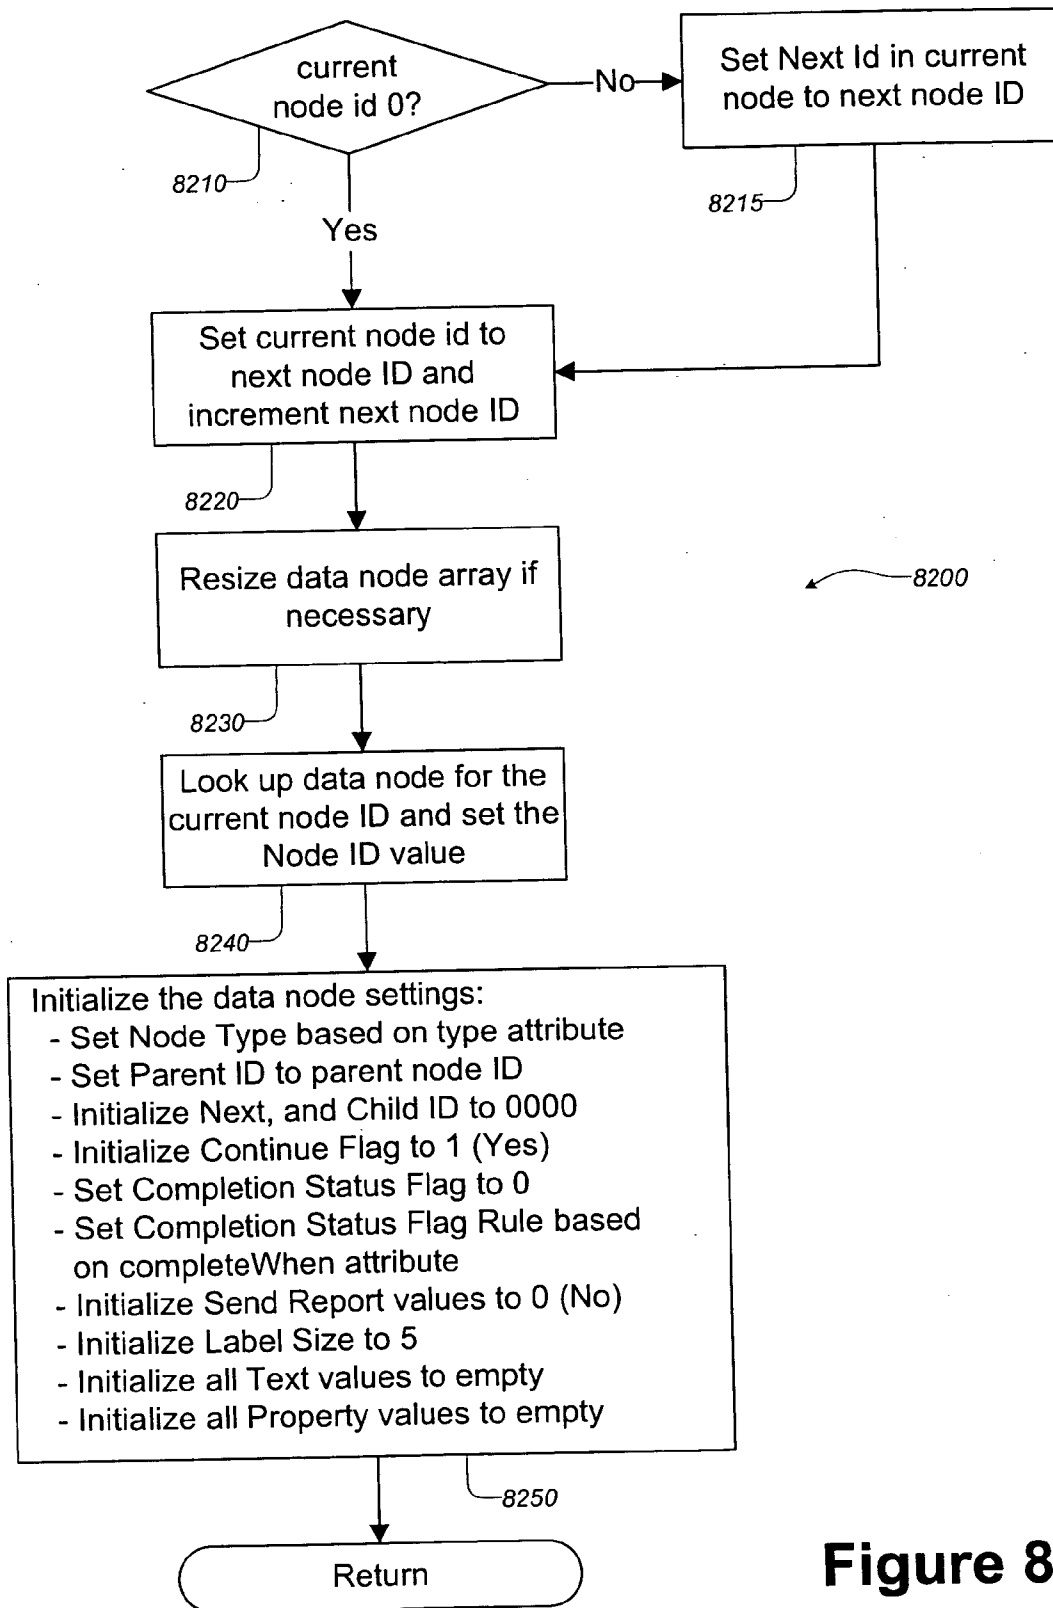 current
node id 0?
No
Set Next Id in current
node to next node ID
8210
8215
Yes
Set current node id to
next node ID and
increment next node ID
8220
Resize data node array if
necessary
8200
8230
Look up data node for the
current node ID and set the
Node ID value
8240
Initialize the data node settings:
- Set Node Type based on type attribute
- Set Parent ID to parent node ID
- Initialize Next, and Child ID to 0000
- Initialize Continue Flag to 1 (Yes)
- Set Completion Status Flag to 0
- Set Completion Status Flag Rule based
on completeWhen attribute
- Initialize Send Report values to 0 (No)
- Initialize Label Size to 5
- Initialize all Text values to empty
- Initialize all Property values to empty
8250
Return
Figure 8